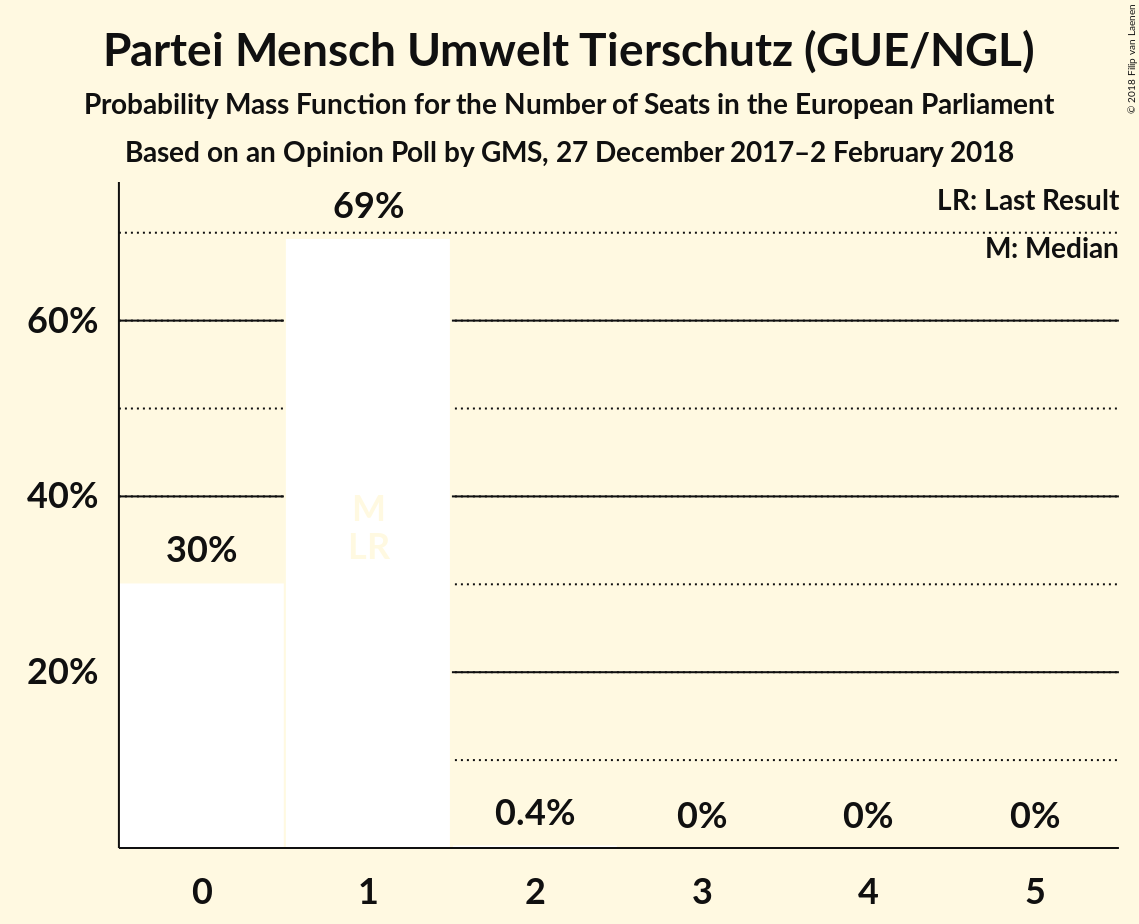 Partei Mensch Umwelt Tierschutz (GUE/NGL)
Probability Mass Function for the Number of Seats in the European Parliament
Based on an Opinion Poll by GMS, 27 December 2017–2 February 2018
© 2018 Filip van Laenen
LR: Last Result
M: Median
69%
60%
40%
M
LR
30%
20%
0.4%
0%
0%
0%
0
1
2
3
4
5